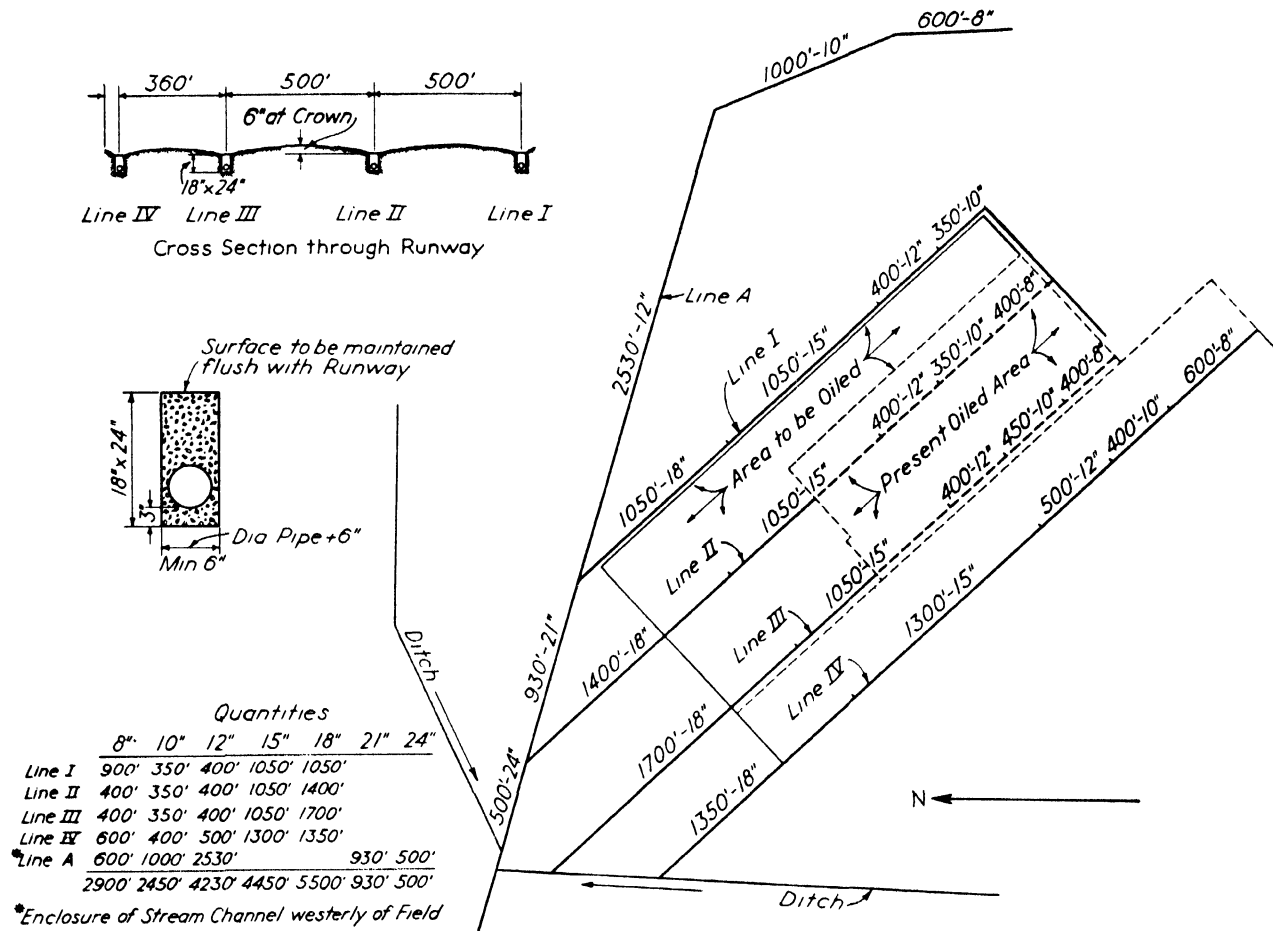 600'-8"
1000'-10"
360' 500' 500'
6" at Crown
18"x24"
Line IV Line III Line II Line I
Cross Section through Runway
2530'-12"
Line A
350'-10"
400'-12"
1050'-15"
Line I
1050'-18"
Area to be Oiled
400'-8"
350'-10"
400'-12"
1050'-15"
Line II
1400'-18"
Present Oiled Area
400'-8"
450'-10"
400'-12"
1050'-15"
Line III
1700'-18"
600'-8"
400'-10"
500'-12"
1300'-15"
Line IV
1350'-18"
Surface to be maintained
flush with Runway
18"x24"
3"
Dia Pipe+6"
Min 6"
Ditch
930'-21"
500'-24"
N
Ditch
Quantities
8" 10" 12" 15" 18" 21" 24"
Line I 900' 350' 400' 1050' 1050'
Line II 400' 350' 400' 1050' 1400'
Line III 400' 350' 400' 1050' 1700'
Line IV 600' 400' 500' 1300' 1350'
*Line A 600' 1000' 2530' 930' 500'
2900' 2450' 4230' 4450' 5500' 930' 500'
*Enclosure of Stream Channel westerly of Field